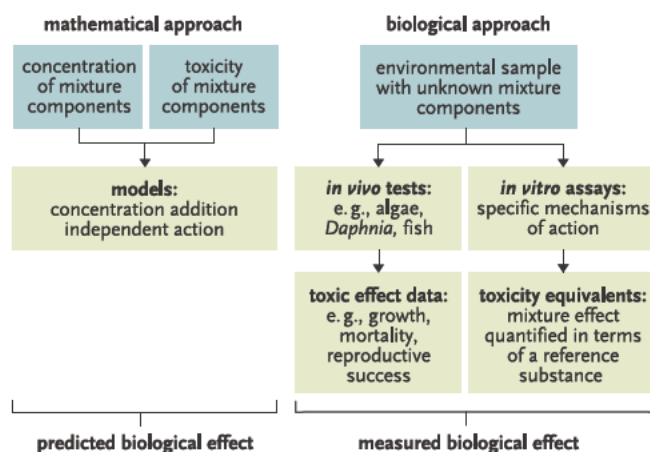 mathematical approach
concentration
of mixture
components
toxicity
of mixture
components
models:
concentration addition
independent action
predicted biological effect
biological approach
environmental sample
with unknown mixture
components
in vivo tests:
e. g., algae,
Daphnia, fish
in vitro assays:
specific mechanisms
of action
toxic effect data:
e. g., growth,
mortality,
reproductive
success
toxicity equivalents:
mixture effect
quantified in terms
of a reference
substance
measured biological effect